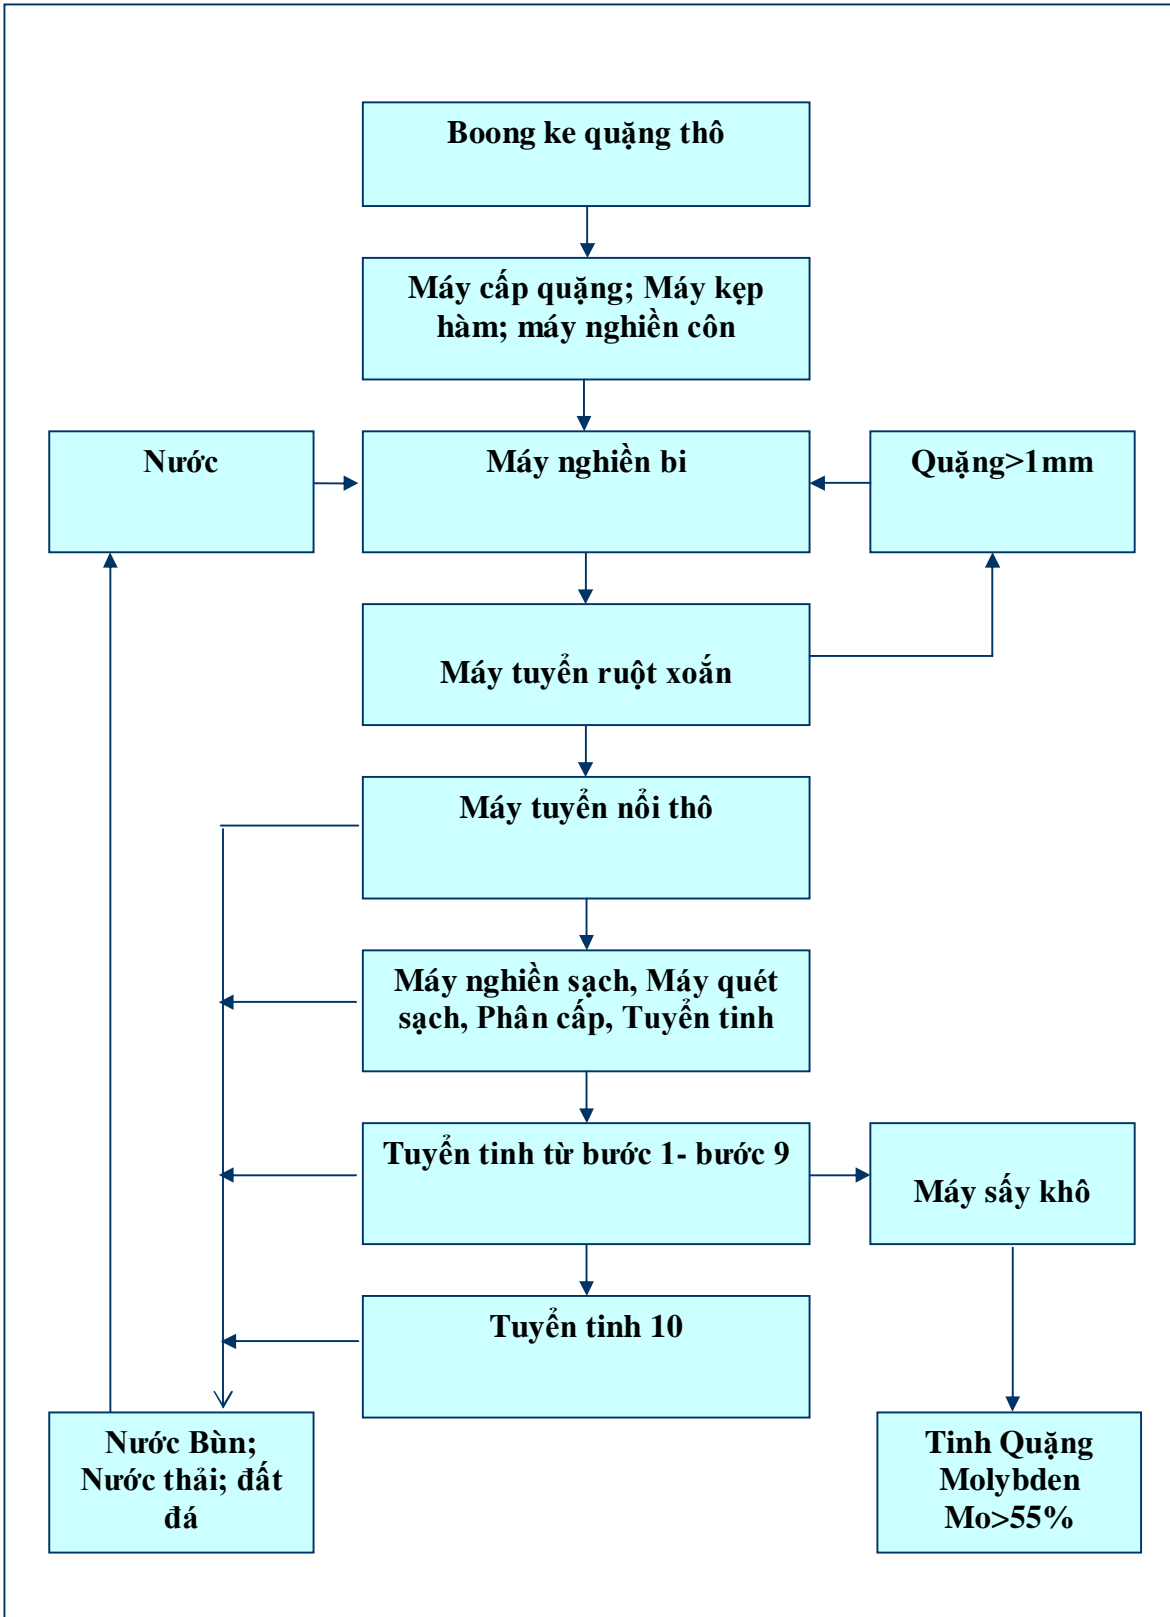 Boong ke quặng thô
Máy cấp quặng; Máy kẹp
hàm; máy nghiền côn
Nước
Máy nghiền bi
Quặng>1mm
Máy tuyển ruột xoắn
Máy tuyển nổi thô
Máy nghiền sạch, Máy quét
sạch, Phân cấp, Tuyển tinh
Tuyển tinh từ bước 1- bước 9
Máy sấy khô
Tuyển tinh 10
Nước Bùn;
Nước thải; đất
đá
Tinh Quặng
Molybden
Mo>55%